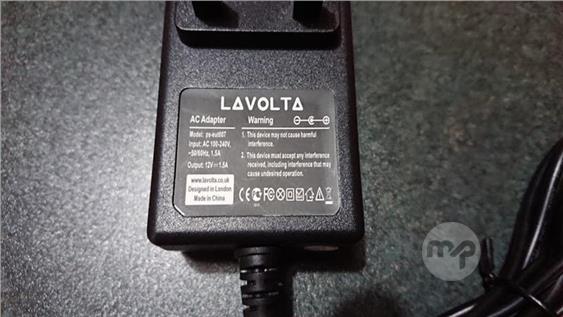 LAVOLTA
AC Adapter
Model: ps-eut607
Input: AC 100-240V,
~50/60Hz, 1.5A
Output: 12V 1.5A
Warning
1. This device may not cause harmful
interference.
2. This device must accept any interference
received, including interference that may
cause undesired operation.
www.lavolta.co.uk
Designed in London
Made in China
mp